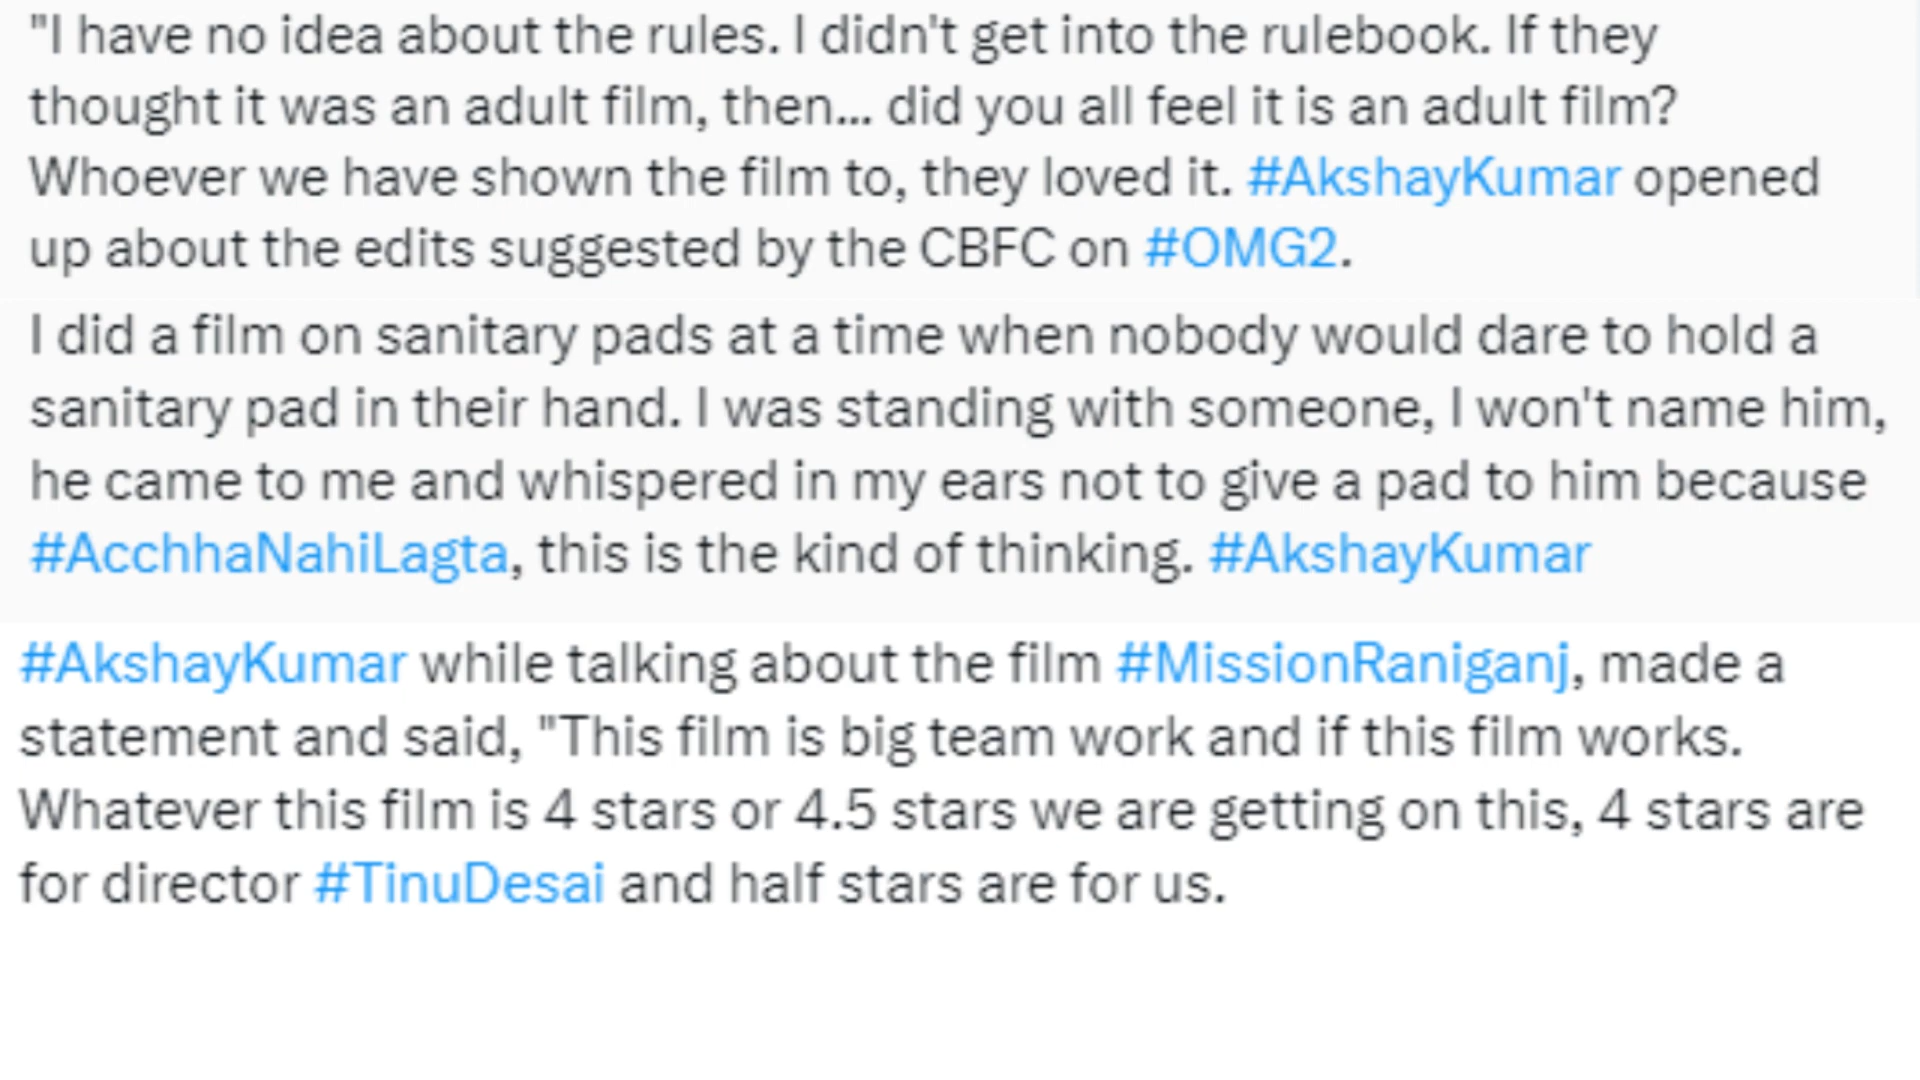 "I have no idea about the rules. I didn't get into the rulebook. If they
thought it was an adult film, then... did you all feel it is an adult film?
Whoever we have shown the film to, they loved it. #AkshayKumar opened
up about the edits suggested by the CBFC on #OMG2.
I did a film on sanitary pads at a time when nobody would dare to hold a
sanitary pad in their hand. I was standing with someone, I won't name him,
he came to me and whispered in my ears not to give a pad to him because
#AcchhaNahiLagta, this is the kind of thinking. #AkshayKumar
#AkshayKumar while talking about the film #MissionRaniganj, made a
statement and said, "This film is big team work and if this film works.
Whatever this film is 4 stars or 4.5 stars we are getting on this, 4 stars are
for director #TinuDesai and half stars are for us.